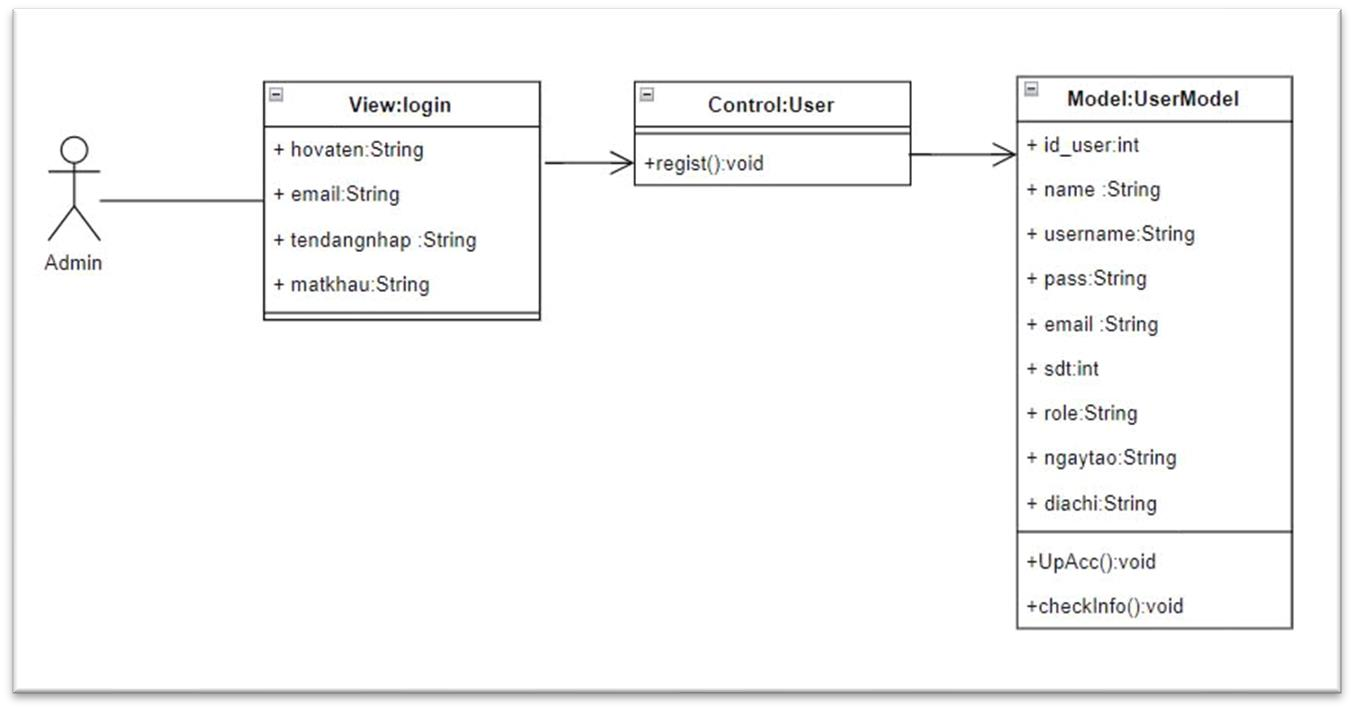 Admin
View:login
+ hovaten:String
+ email:String
+ tendangnhap :String
+ matkhau:String
Control:User
+regist():void
Model:UserModel
+ id_user:int
+ name :String
+ username:String
+ pass:String
+ email :String
+ sdt:int
+ role:String
+ ngaytao:String
+ diachi:String
+UpAcc():void
+checkInfo():void